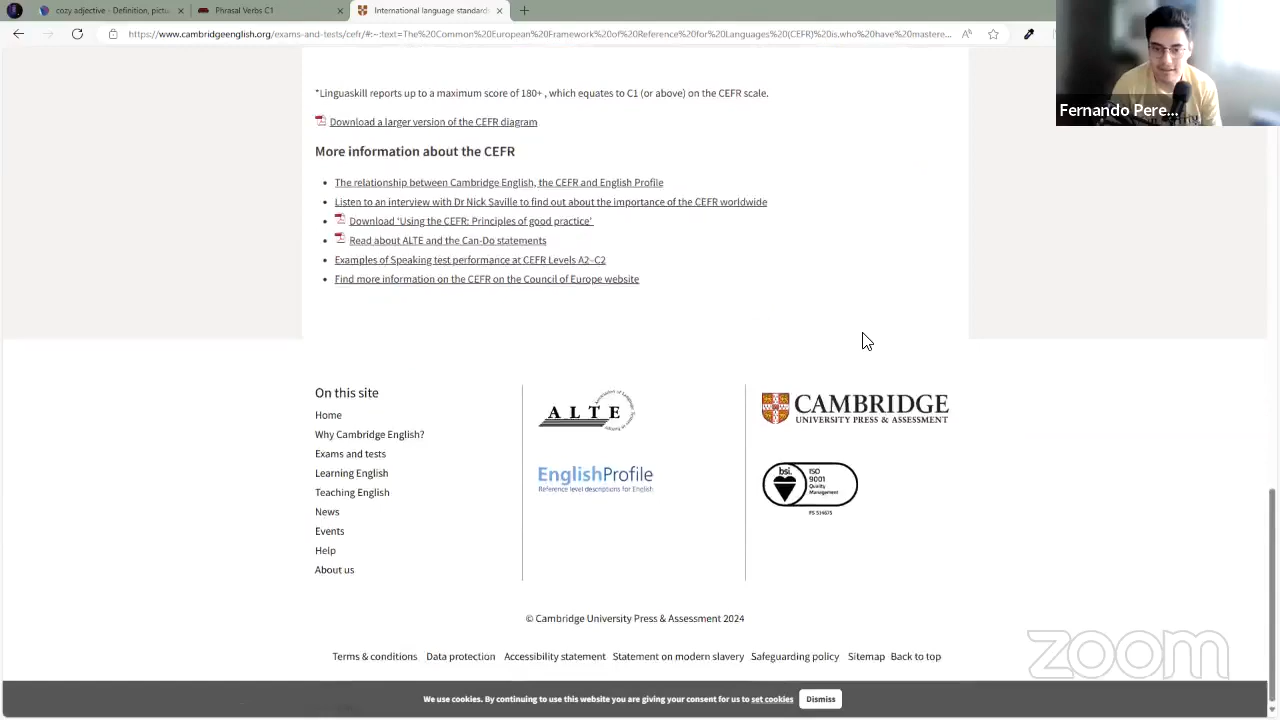 cozy adjective - Definition, pictu
Phrasal Verbs C1
International language standards
https://www.cambridgeenglish.org/exams-and-tests/cefr/#:~:text=The%20Common%20European%20Framework%20of%20Reference%20for%20Languages%20(CEFR)%20is,who%20have%20mastere...
Fernando Pere...
*Linguaskill reports up to a maximum score of 180+ , which equates to C1 (or above) on the CEFR scale.
Download a larger version of the CEFR diagram
More information about the CEFR
• The relationship between Cambridge English, the CEFR and English Profile
• Listen to an interview with Dr Nick Saville to find out about the importance of the CEFR worldwide
• Download ‘Using the CEFR: Principles of good practice’
• Read about ALTE and the Can-Do statements
• Examples of Speaking test performance at CEFR Levels A2–C2
• Find more information on the CEFR on the Council of Europe website
On this site
Home
Why Cambridge English?
Exams and tests
Learning English
Teaching English
News
Events
Help
About us
ALTE
EnglishProfile
Reference level descriptions for English
CAMBRIDGE
UNIVERSITY PRESS & ASSESSMENT
bsi.
ISO
9001
Quality
Management
© Cambridge University Press & Assessment 2024
Terms & conditions Data protection Accessibility statement Statement on modern slavery Safeguarding policy Sitemap Back to top
zoom
We use cookies. By continuing to use this website you are giving your consent for us to set cookies Dismiss